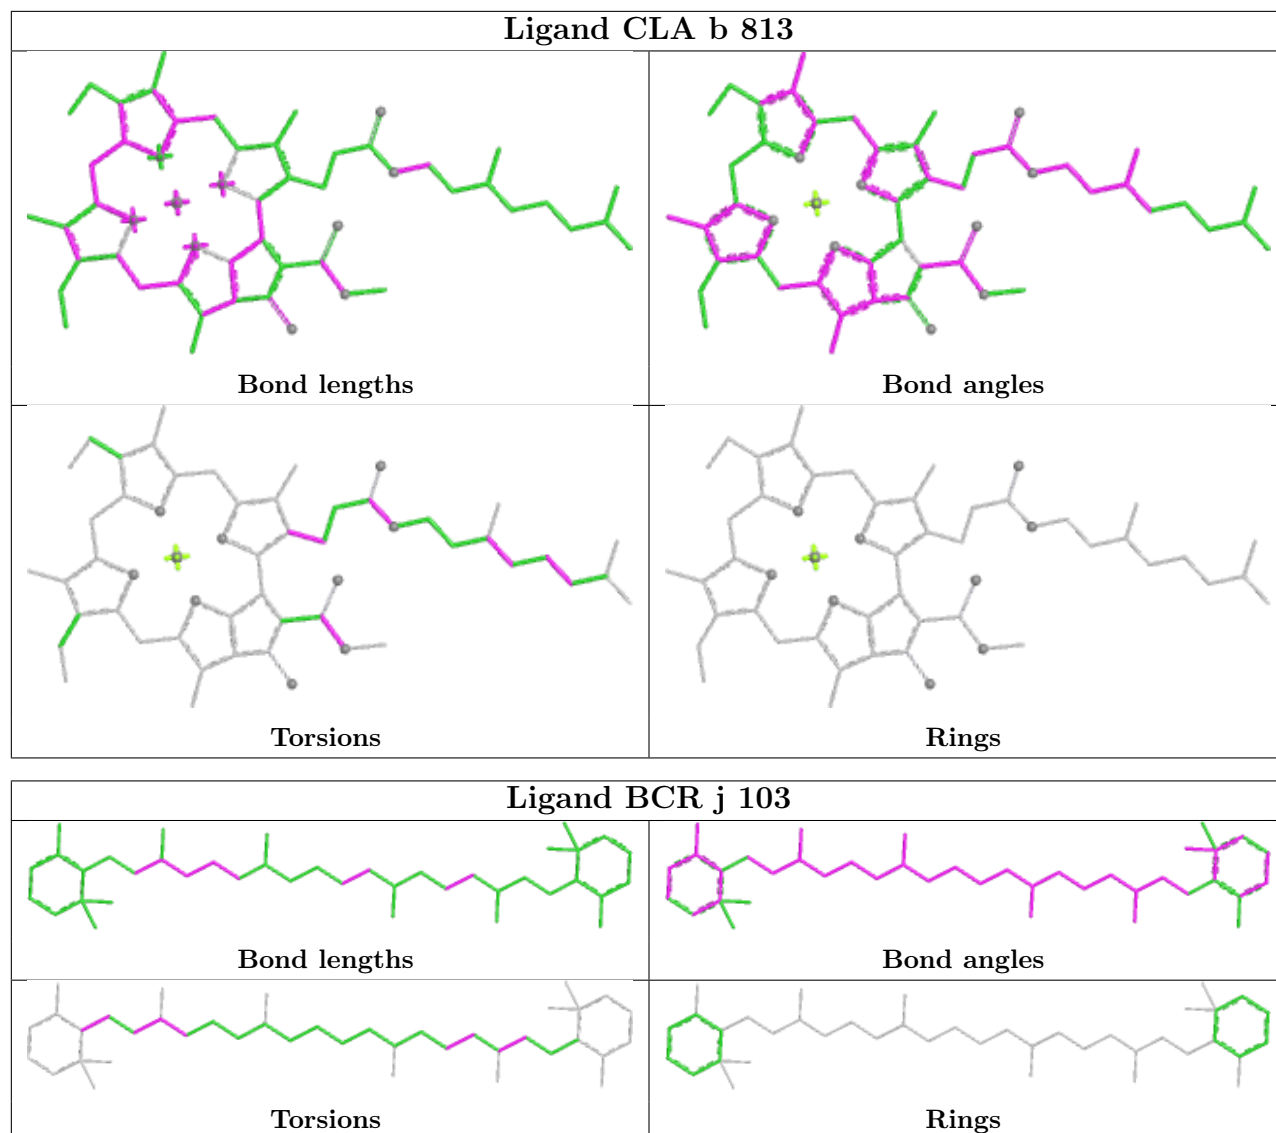 Ligand CLA b 813
Bond lengths
Bond angles
Torsions
Rings
Ligand BCR j 103
Bond lengths
Bond angles
Torsions
Rings